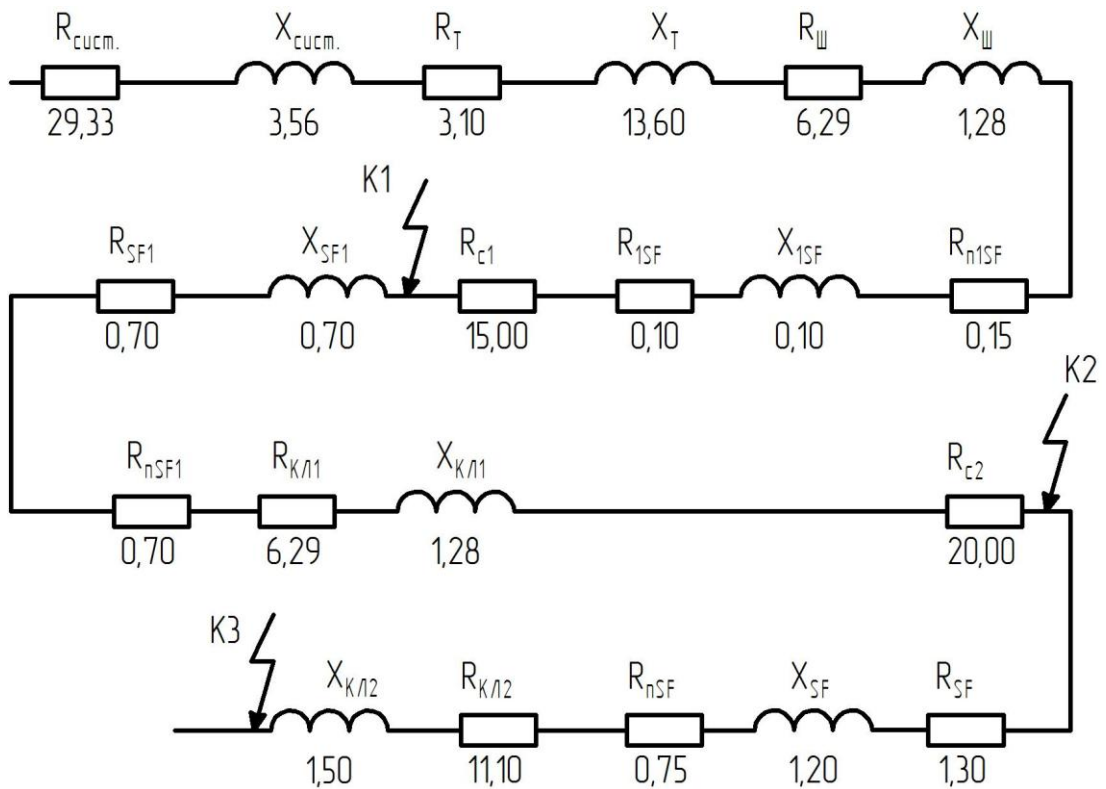 Rсист. Xсист. RТ XТ RШ XШ
29,33 3,56 3,10 13,60 6,29 1,28
К1
RSF1 XSF1 Rс1 R1SF X1SF Rп1SF
0,70 0,70 15,00 0,10 0,10 0,15
К2
RпSF1 RКЛ1 XКЛ1 Rс2
0,70 6,29 1,28 20,00
К3
XКЛ2 RКЛ2 RпSF XSF RSF
1,50 11,10 0,75 1,20 1,30